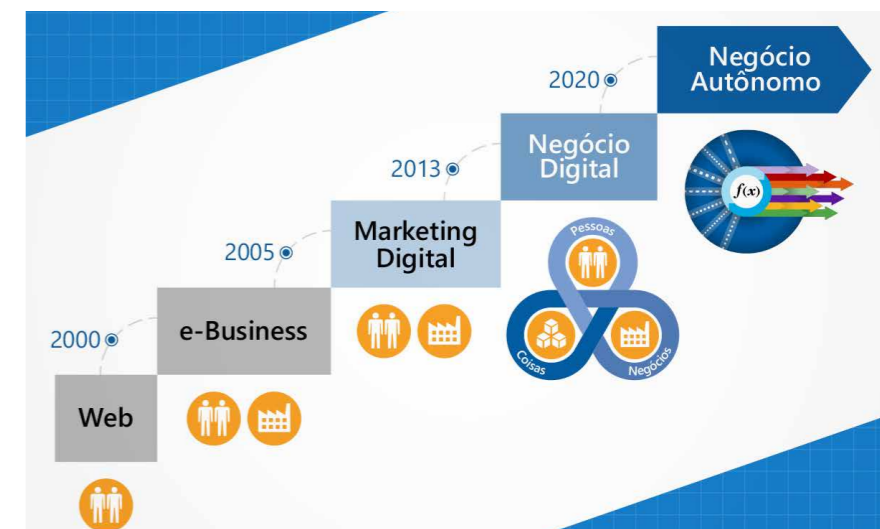 Negócio
Autônomo
2020
Negócio
Digital
f(x)
2013
Pessoas
Marketing
Digital
2005
Coisas
Negócios
e-Business
2000
Web